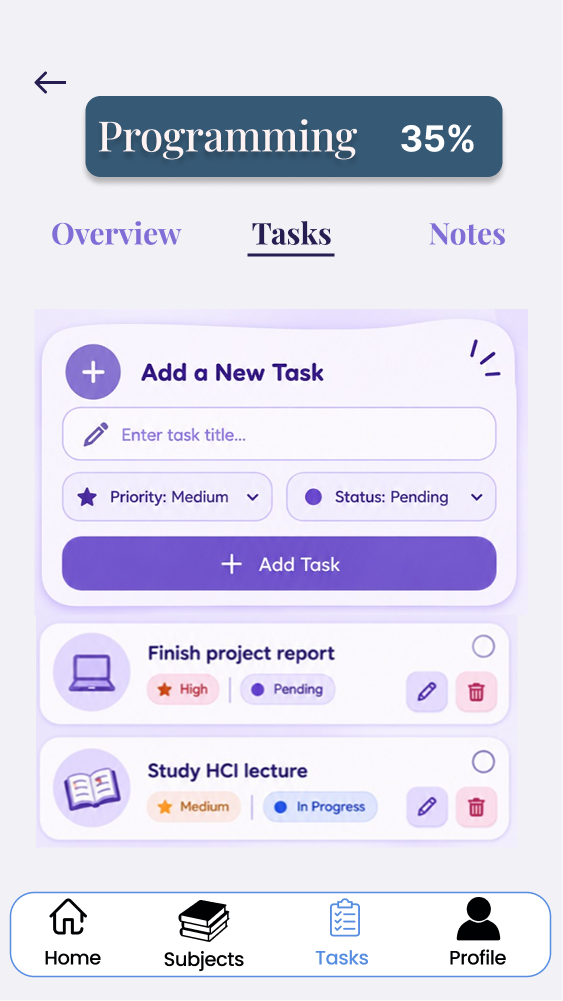 Programming 35%
Overview Tasks Notes
Add a New Task
Enter task title...
Priority: Medium Status: Pending
Add Task
Finish project report
High Pending
Study HCI lecture
Medium In Progress
Home Subjects Tasks Profile